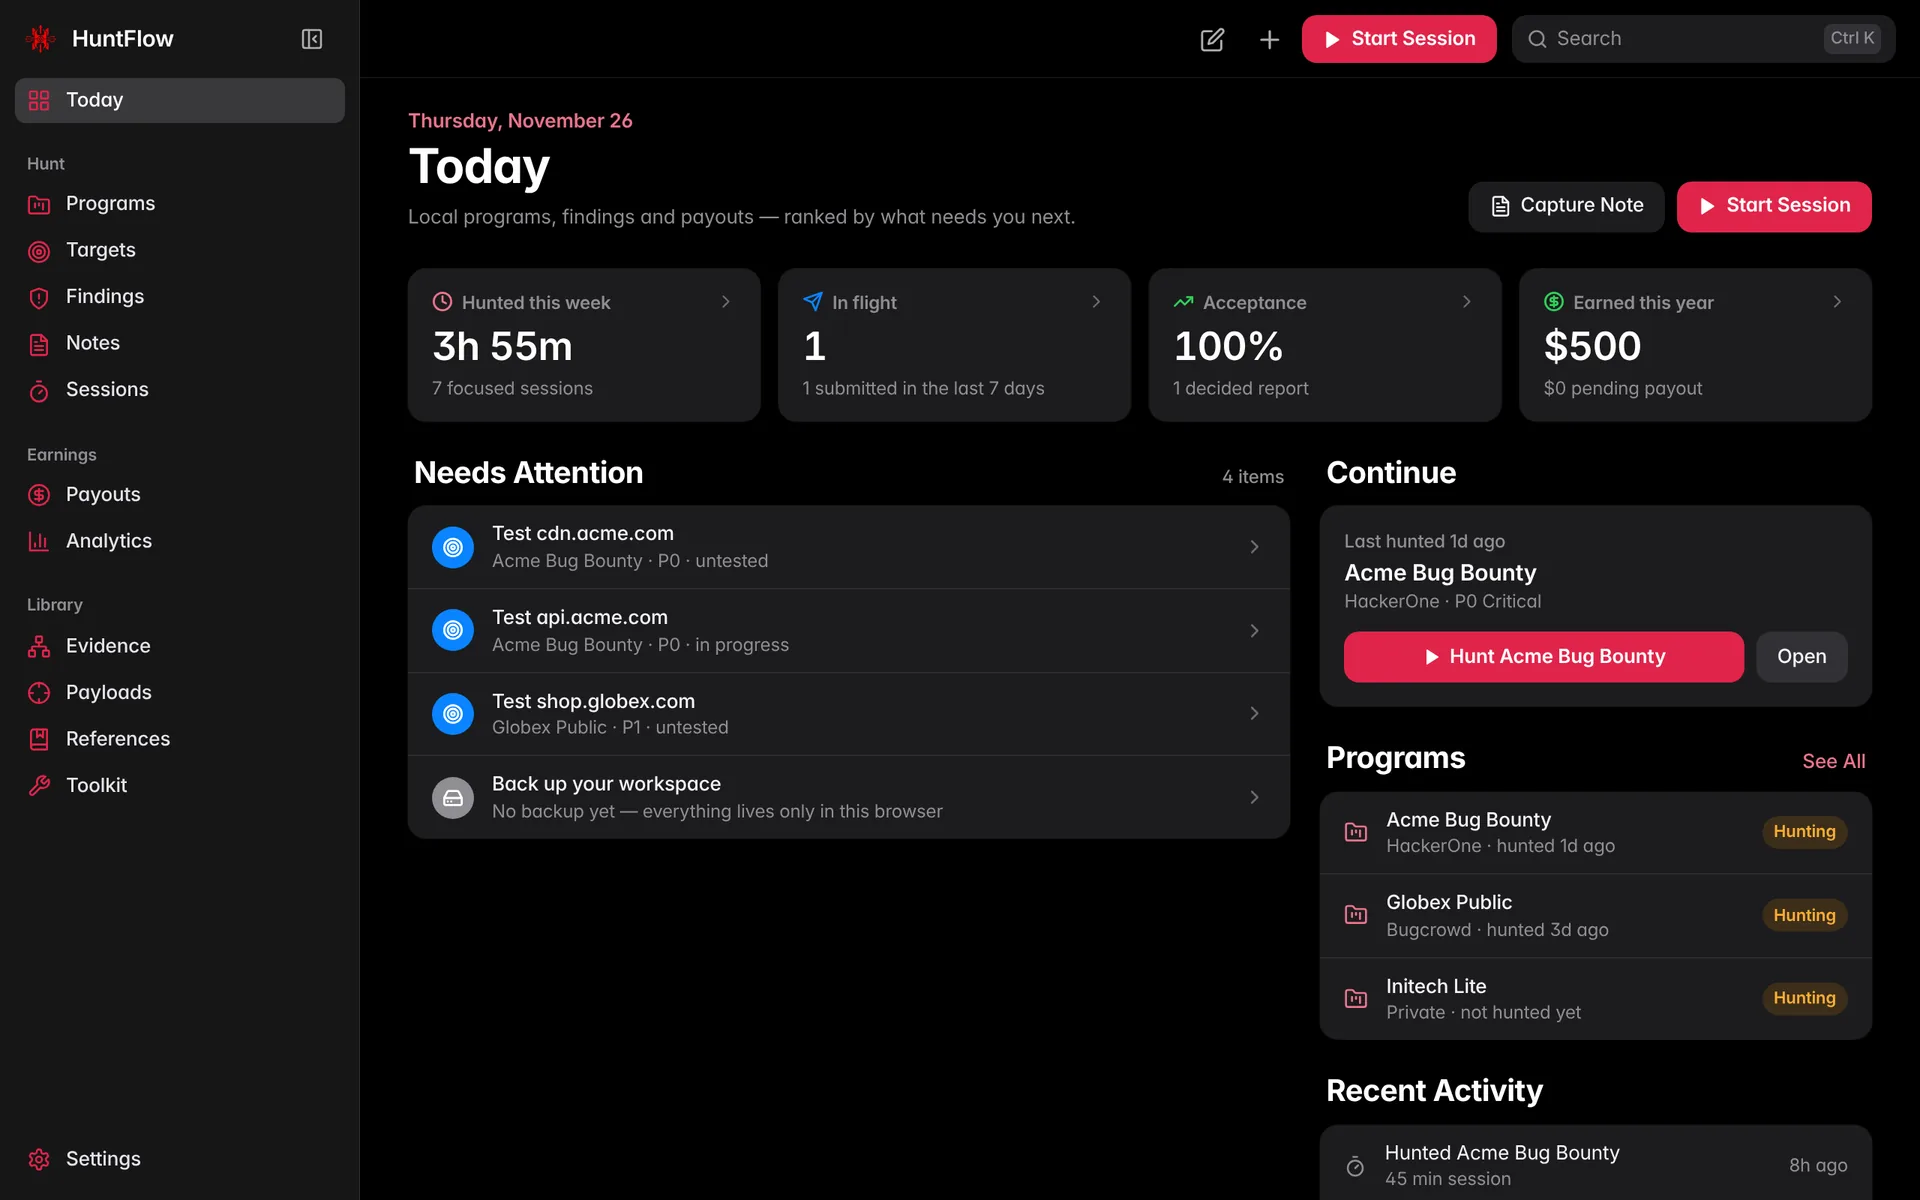 HuntFlow
Today
Hunt
Programs
Targets
Findings
Notes
Sessions
Earnings
Payouts
Analytics
Library
Evidence
Payloads
References
Toolkit
Settings
Start Session
Search
Ctrl K
Thursday, November 26
Today
Local programs, findings and payouts — ranked by what needs you next.
Capture Note
Start Session
Hunted this week
3h 55m
7 focused sessions
In flight
1
1 submitted in the last 7 days
Acceptance
100%
1 decided report
Earned this year
$500
$0 pending payout
Needs Attention
4 items
Test cdn.acme.com
Acme Bug Bounty · P0 · untested
Test api.acme.com
Acme Bug Bounty · P0 · in progress
Test shop.globex.com
Globex Public · P1 · untested
Back up your workspace
No backup yet — everything lives only in this browser
Continue
Last hunted 1d ago
Acme Bug Bounty
HackerOne · P0 Critical
Hunt Acme Bug Bounty
Open
Programs
See All
Acme Bug Bounty
HackerOne · hunted 1d ago
Hunting
Globex Public
Bugcrowd · hunted 3d ago
Hunting
Initech Lite
Private · not hunted yet
Hunting
Recent Activity
Hunted Acme Bug Bounty
45 min session
8h ago